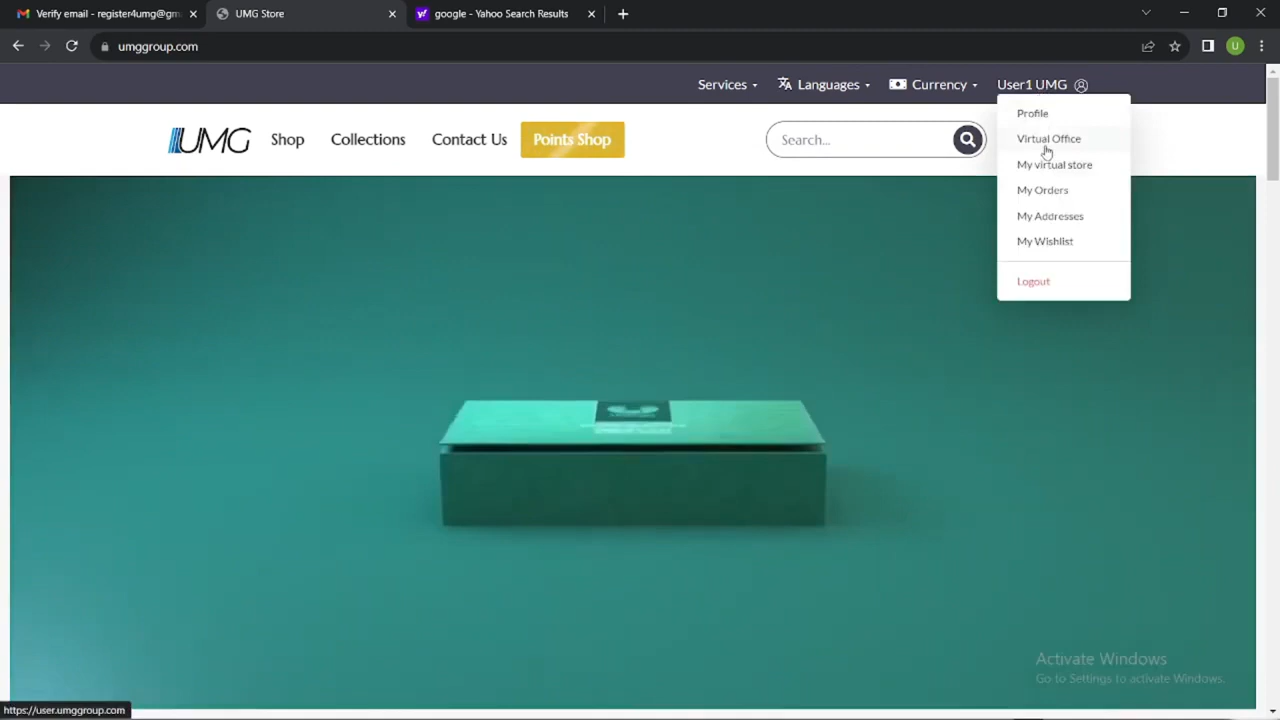 Verify email - register4umg@gm
UMG Store
google - Yahoo Search Results
umggroup.com
U
Services
Languages
Currency
User1 UMG
UMG
Shop
Collections
Contact Us
Points Shop
Search...
Profile
Virtual Office
My virtual store
My Orders
My Addresses
My Wishlist
Logout
Activate Windows
Go to Settings to activate Windows.
https://user.umggroup.com